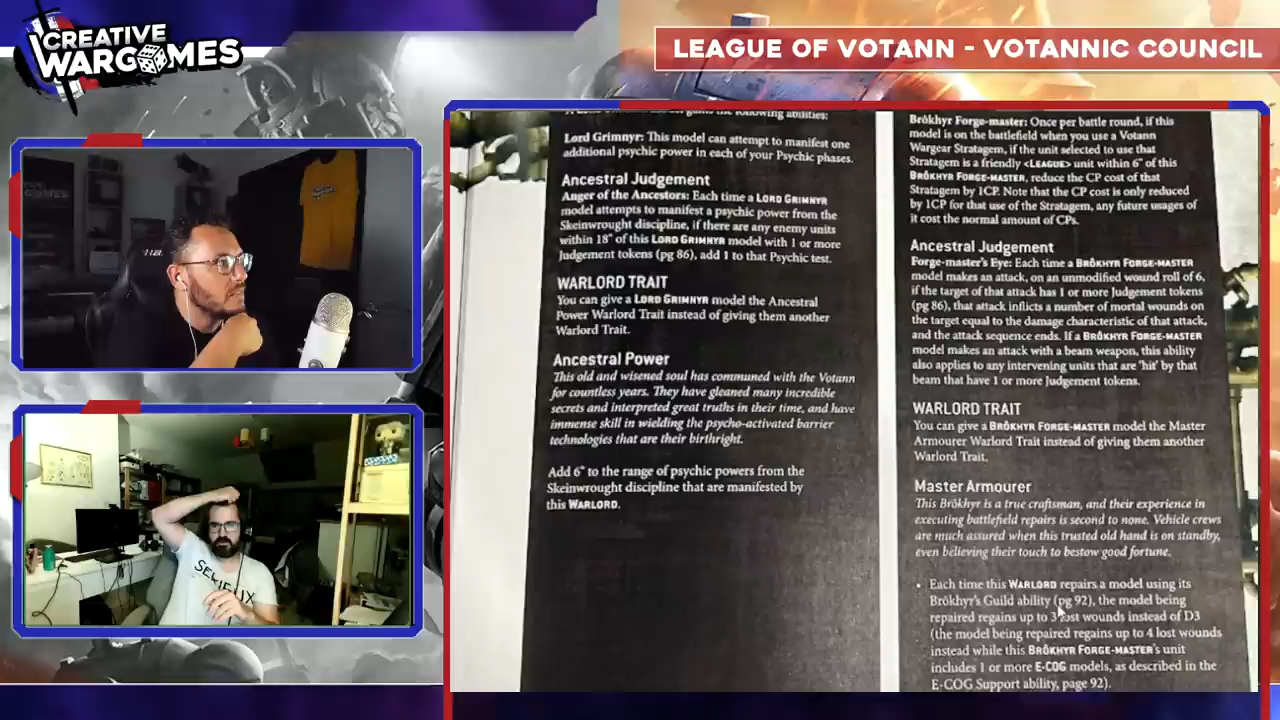 CREATIVE
WARGAMES
LEAGUE OF VOTANN - VOTANNIC COUNCIL
SERIEUX
the following abilities:
Lord Grimnyr: This model can attempt to manifest one
additional psychic power in each of your Psychic phases.
Ancestral Judgement
Anger of the Ancestors: Each time a LORD GRIMNYR
model attempts to manifest a psychic power from the
Skeinwrought discipline, if there are any enemy units
within 18" of this LORD GRIMNYR model with 1 or more
Judgement tokens (pg 86), add 1 to that Psychic test.
WARLORD TRAIT
You can give a LORD GRIMNYR model the Ancestral
Power Warlord Trait instead of giving them another
Warlord Trait.
Ancestral Power
This old and wisened soul has communed with the Votann
for countless years. They have gleaned many incredible
secrets and interpreted great truths in their time, and have
immense skill in wielding the psycho-activated barrier
technologies that are their birthright.
Add 6" to the range of psychic powers from the
Skeinwrought discipline that are manifested by
this WARLORD.
Brôkhyr Forge-master: Once per battle round, if this
model is on the battlefield when you use a Votann
Wargear Stratagem, if the unit selected to use that
Stratagem is a friendly <LEAGUE> unit within 6" of this
BRÔKHYR FORGE-MASTER, reduce the CP cost of that
Stratagem by 1CP. Note that the CP cost is only reduced
by 1CP for that use of the Stratagem, any future usages of
it cost the normal amount of CPs.
Ancestral Judgement
Forge-master's Eye: Each time a BRÔKHYR FORGE-MASTER
model makes an attack, on an unmodified wound roll of 6,
if the target of that attack has 1 or more Judgement tokens
(pg 86), that attack inflicts a number of mortal wounds on
the target equal to the damage characteristic of that attack,
and the attack sequence ends. If a BRÔKHYR FORGE-MASTER
model makes an attack with a beam weapon, this ability
also applies to any intervening units that are 'hit' by that
beam that have 1 or more Judgement tokens.
WARLORD TRAIT
You can give a BRÔKHYR FORGE-MASTER model the Master
Armourer Warlord Trait instead of giving them another
Warlord Trait.
Master Armourer
This Brôkhyr is a true craftsman, and their experience in
executing battlefield repairs is second to none. Vehicle crews
are much assured when this trusted old hand is on standby,
even believing their touch to bestow good fortune.
• Each time this WARLORD repairs a model using its
Brôkhyr's Guild ability (pg 92), the model being
repaired regains up to 3 lost wounds instead of D3
(the model being repaired regains up to 4 lost wounds
instead while this BRÔKHYR FORGE-MASTER's unit
includes 1 or more E-COG models, as described in the
E-COG Support ability, page 92).